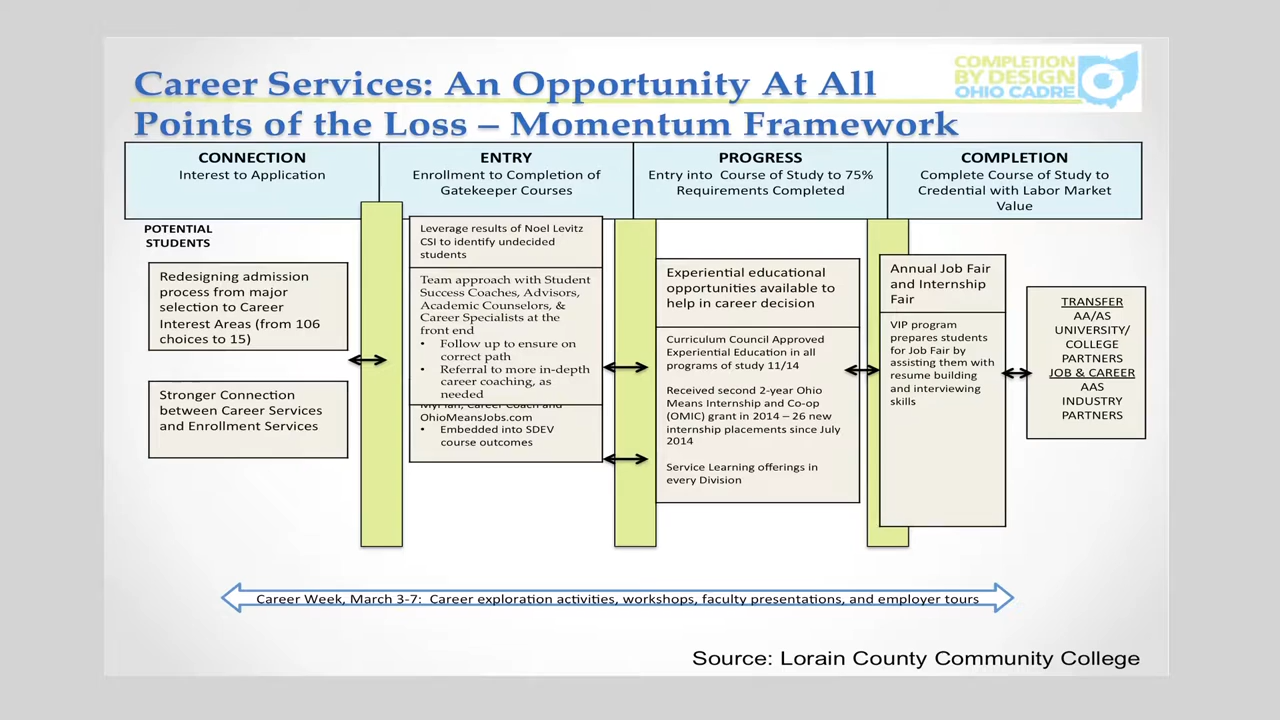 Career Services: An Opportunity At All
Points of the Loss – Momentum Framework
COMPLETION
BY DESIGN
OHIO CADRE
CONNECTION
Interest to Application
ENTRY
Enrollment to Completion of
Gatekeeper Courses
PROGRESS
Entry into Course of Study to 75%
Requirements Completed
COMPLETION
Complete Course of Study to
Credential with Labor Market
Value
POTENTIAL
STUDENTS
Redesigning admission
process from major
selection to Career
Interest Areas (from 106
choices to 15)
Stronger Connection
between Career Services
and Enrollment Services
Leverage results of Noel Levitz
CSI to identify undecided
students
Team approach with Student
Success Coaches, Advisors,
Academic Counselors, &
Career Specialists at the
front end
• Follow up to ensure on
correct path
• Referral to more in-depth
career coaching, as
needed
Career Coach and
OhioMeansJobs.com
• Embedded into SDEV
course outcomes
Experiential educational
opportunities available to
help in career decision
Curriculum Council Approved
Experiential Education in all
programs of study 11/14
Received second 2-year Ohio
Means Internship and Co-op
(OMIC) grant in 2014 – 26 new
internship placements since July
2014
Service Learning offerings in
every Division
Annual Job Fair
and Internship
Fair
VIP program
prepares students
for Job Fair by
assisting them with
resume building
and interviewing
skills
TRANSFER
AA/AS
UNIVERSITY/
COLLEGE
PARTNERS
JOB & CAREER
AAS
INDUSTRY
PARTNERS
Career Week, March 3-7: Career exploration activities, workshops, faculty presentations, and employer tours
Source: Lorain County Community College